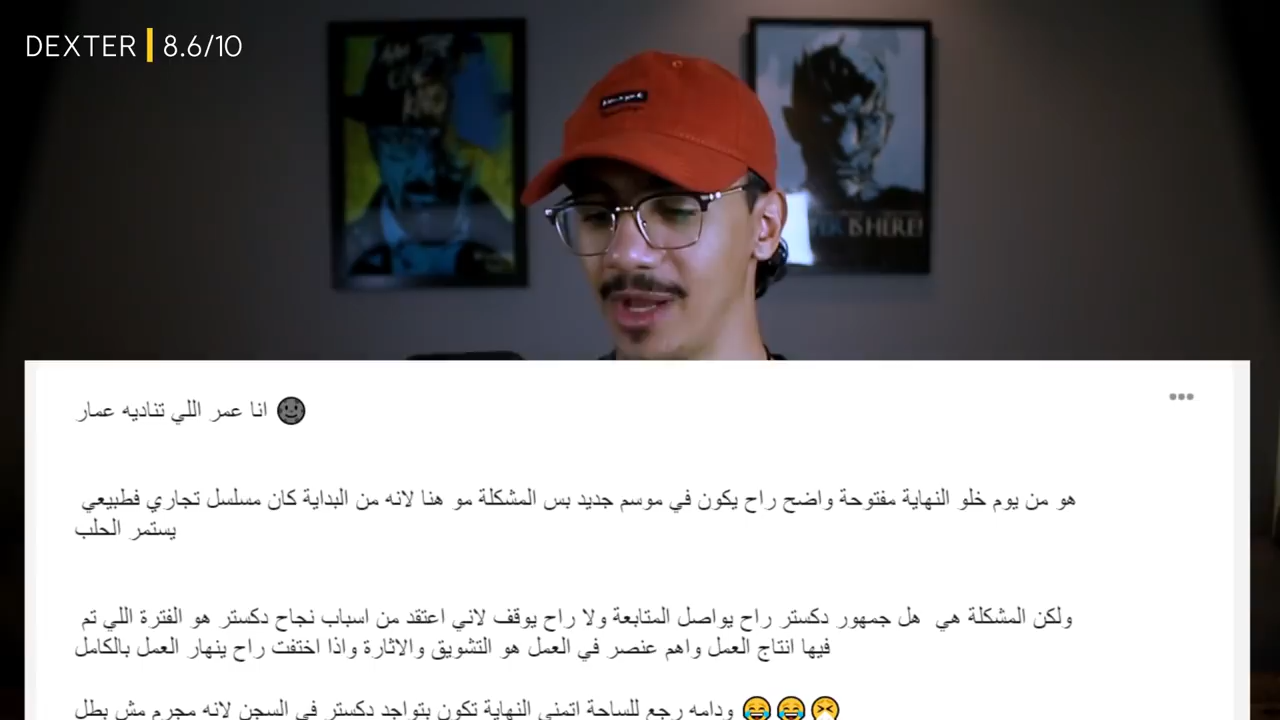 DEXTER | 8.6/10
IS HERE!
انا عمر اللي تناديه عمار 🌚
هو من يوم خلو النهاية مفتوحة واضح راح يكون في موسم جديد بس المشكلة مو هنا لانه من البداية كان مسلسل تجاري فطبيعي
يستمر الحلب
ولكن المشكلة هي هل جمهور دكستر راح يواصل المتابعة ولا راح يوقف لاني اعتقد من اسباب نجاح دكستر هو الفترة اللي تم
فيها انتاج العمل واهم عنصر في العمل هو التشويق والاثارة واذا اختفت راح ينهار العمل بالكامل
ودامه رجع للساحة اتمنى النهاية تكون بتواجد دكستر في السجن لانه مجرم مش بطل 😂😂😤